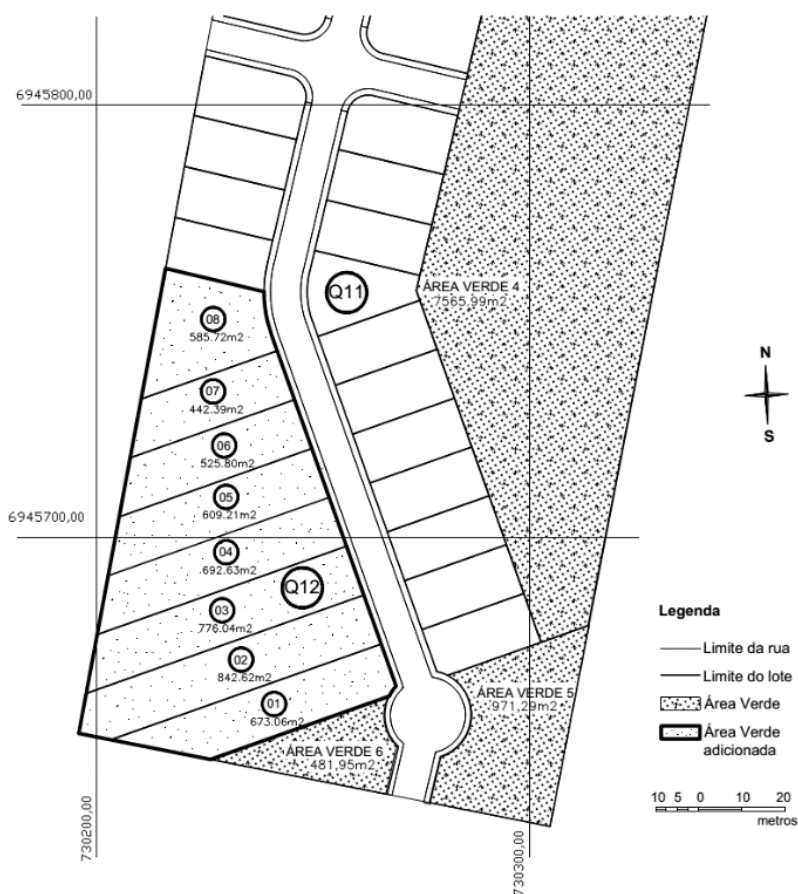 6945800,00
Q11
ÁREA VERDE 4
7565.99m2
08
585.72m2
07
442.39m2
06
525.80m2
05
609.21m2
6945700,00
04
692.63m2
Q12
03
776.04m2
02
842.62m2
01
673.06m2
ÁREA VERDE 5
971,29m2
ÁREA VERDE 6
481,95m2
730200,00
730300,00
N
S
Legenda
Limite da rua
Limite do lote
Área Verde
Área Verde
adicionada
10 5 0 10 20
metros